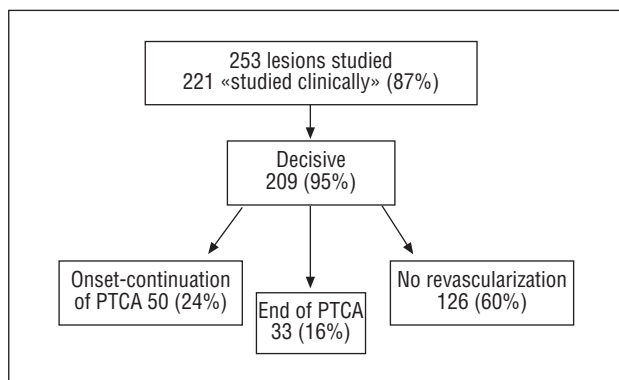 253 lesions studied
221 «studied clinically» (87%)
Decisive
209 (95%)
Onset-continuation
of PTCA 50 (24%)
End of PTCA
33 (16%)
No revascularization
126 (60%)